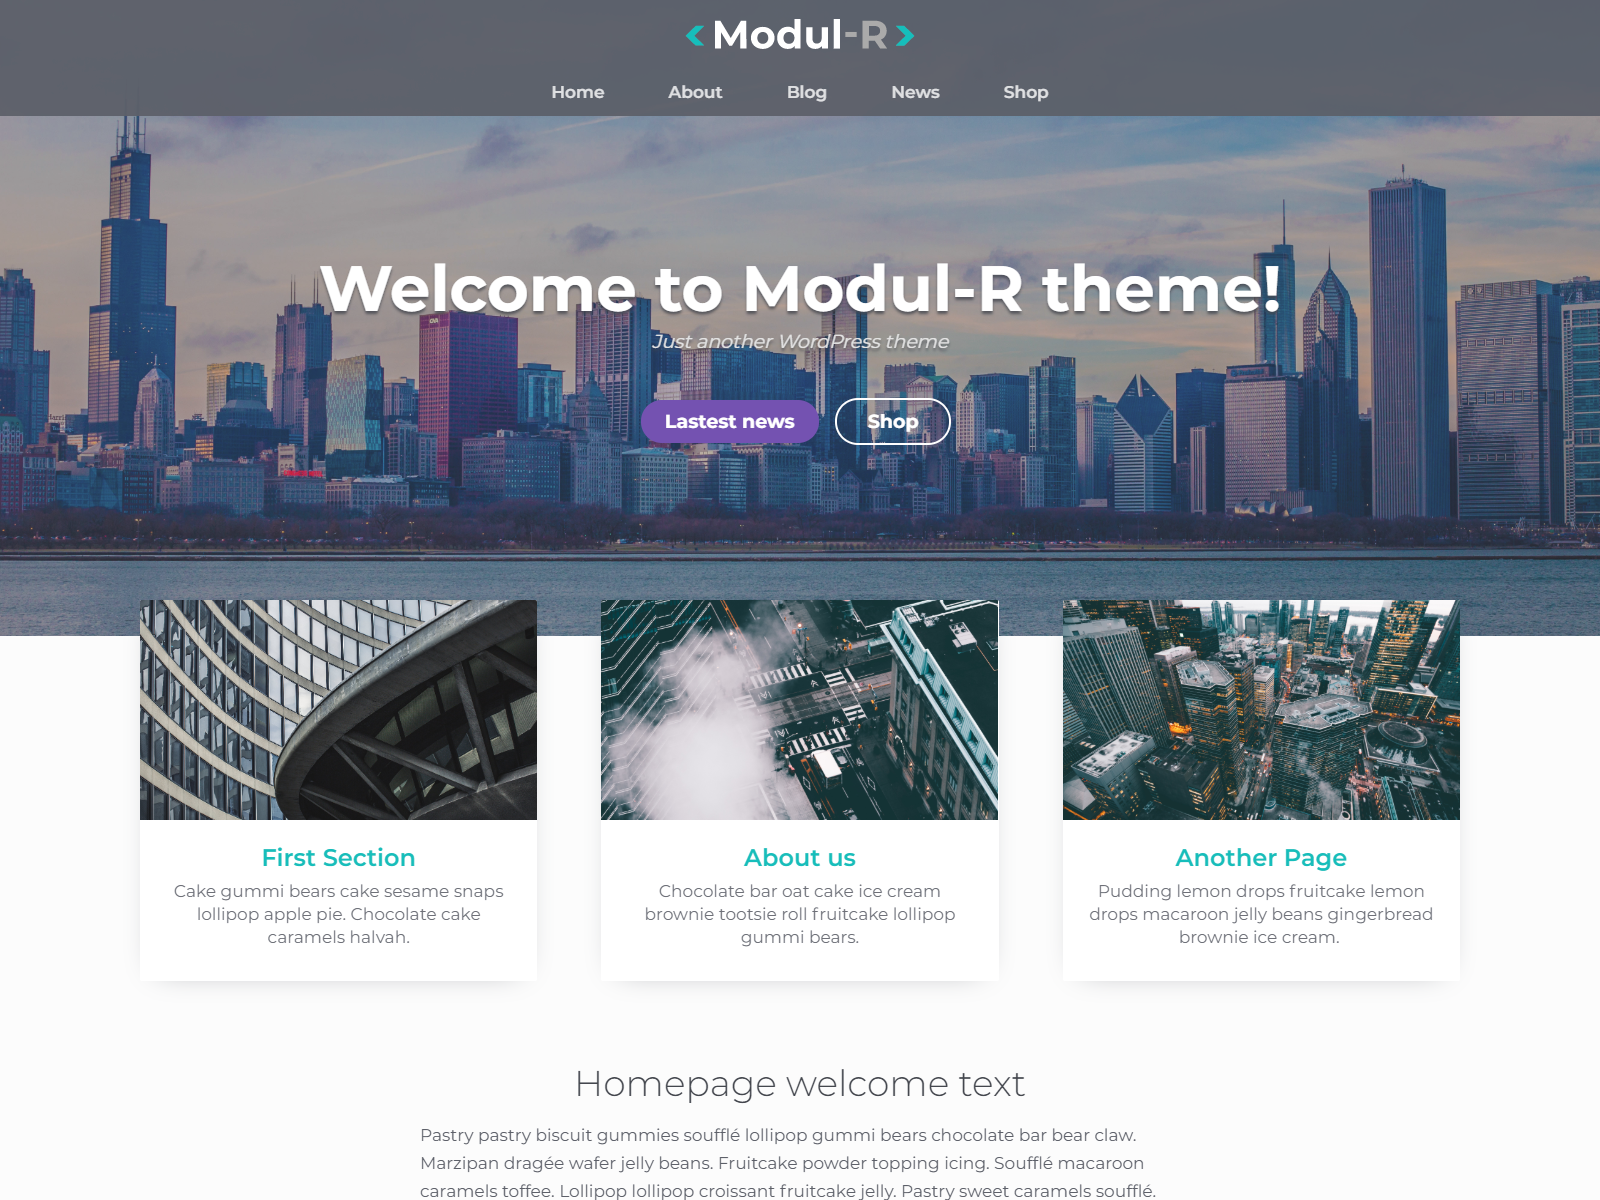 Modul-R
Home About Blog News Shop
Welcome to Modul-R theme!
Just another WordPress theme
Lastest news Shop
First Section
Cake gummi bears cake sesame snaps
lollipop apple pie. Chocolate cake
caramels halvah.
About us
Chocolate bar oat cake ice cream
brownie tootsie roll fruitcake lollipop
gummi bears.
Another Page
Pudding lemon drops fruitcake lemon
drops macaroon jelly beans gingerbread
brownie ice cream.
Homepage welcome text
Pastry pastry biscuit gummies soufflé lollipop gummi bears chocolate bar bear claw.
Marzipan dragée wafer jelly beans. Fruitcake powder topping icing. Soufflé macaroon
caramels toffee. Lollipop lollipop croissant fruitcake jelly. Pastry sweet caramels soufflé.